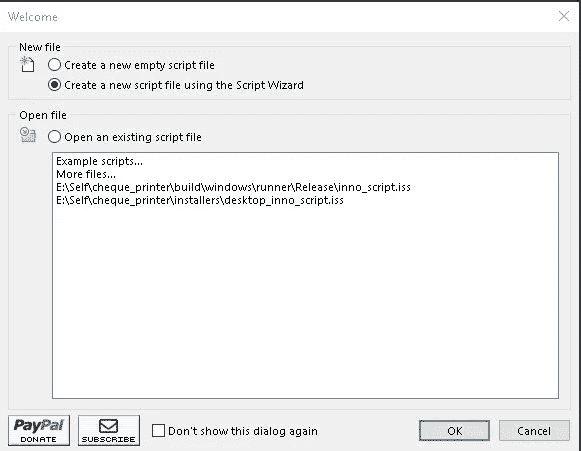 Welcome
New file
Create a new empty script file
Create a new script file using the Script Wizard
Open file
Open an existing script file
Example scripts...
More files...
E:\Self\cheque_printer\build\windows\runner\Release\inno_script.iss
E:\Self\cheque_printer\installers\desktop_inno_script.iss
PayPal
DONATE
SUBSCRIBE
Don't show this dialog again
OK
Cancel